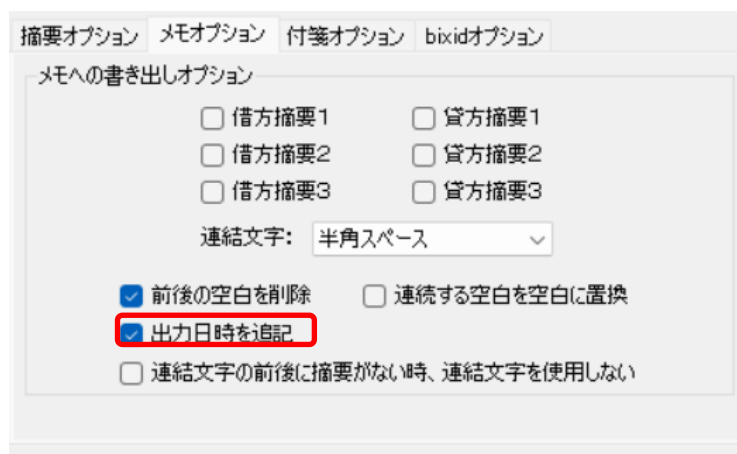 摘要オプション メモオプション 付箋オプション bixidオプション
メモへの書き出しオプション
借方摘要1 貸方摘要1
借方摘要2 貸方摘要2
借方摘要3 貸方摘要3
連結文字: 半角スペース
前後の空白を削除 連続する空白を空白に置換
出力日時を追記
連結文字の前後に摘要がない時、連結文字を使用しない